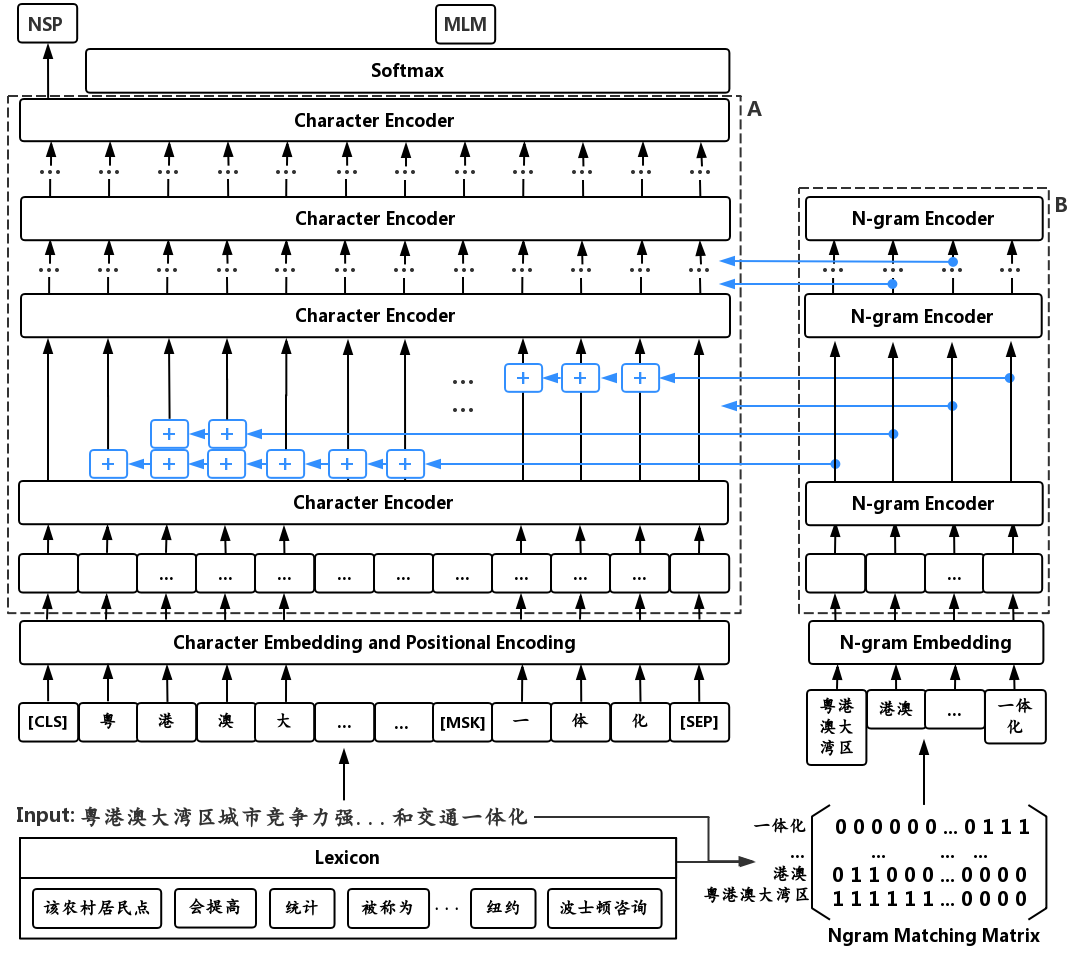 NSP
MLM
Softmax
A
Character Encoder
... ... ... ... ... ... ... ... ... ... ... ...
Character Encoder
B
N-gram Encoder
... ... ... ... ... ... ... ... ... ... ... ...
... ... ... ...
Character Encoder
N-gram Encoder
+ + +
...
...
+ +
+ + + + + +
Character Encoder
N-gram Encoder
... ... ... ... ... ... ... ... ...
...
Character Embedding and Positional Encoding
N-gram Embedding
[CLS] 粤 港 澳 大 ... ... [MSK] 一 体 化 [SEP]
粤港
澳大
湾区
港澳
...
一体
化
Input: 粤港澳大湾区城市竞争力强...和交通一体化
Lexicon
该农村居民点 会提高 统计 被称为 ... 纽约 波士顿咨询
一体化 0 0 0 0 0 0 ... 0 1 1 1
... ... ... ...
港澳 0 1 1 0 0 0 ... 0 0 0 0
粤港澳大湾区 1 1 1 1 1 1 ... 0 0 0 0
Ngram Matching Matrix